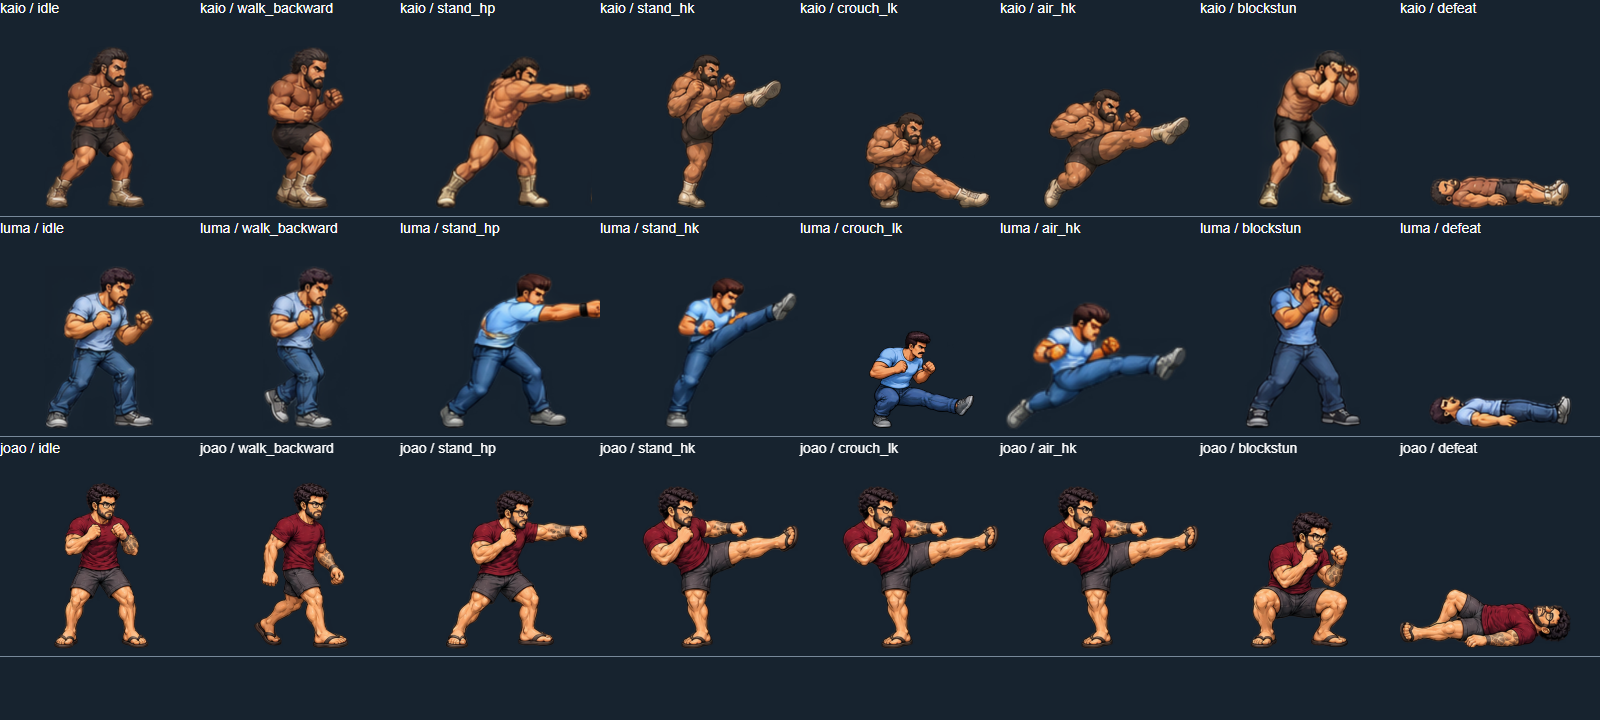 kaio / idle
kaio / walk_backward
kaio / stand_hp
kaio / stand_hk
kaio / crouch_lk
kaio / air_hk
kaio / blockstun
kaio / defeat
luma / idle
luma / walk_backward
luma / stand_hp
luma / stand_hk
luma / crouch_lk
luma / air_hk
luma / blockstun
luma / defeat
joao / idle
joao / walk_backward
joao / stand_hp
joao / stand_hk
joao / crouch_lk
joao / air_hk
joao / blockstun
joao / defeat